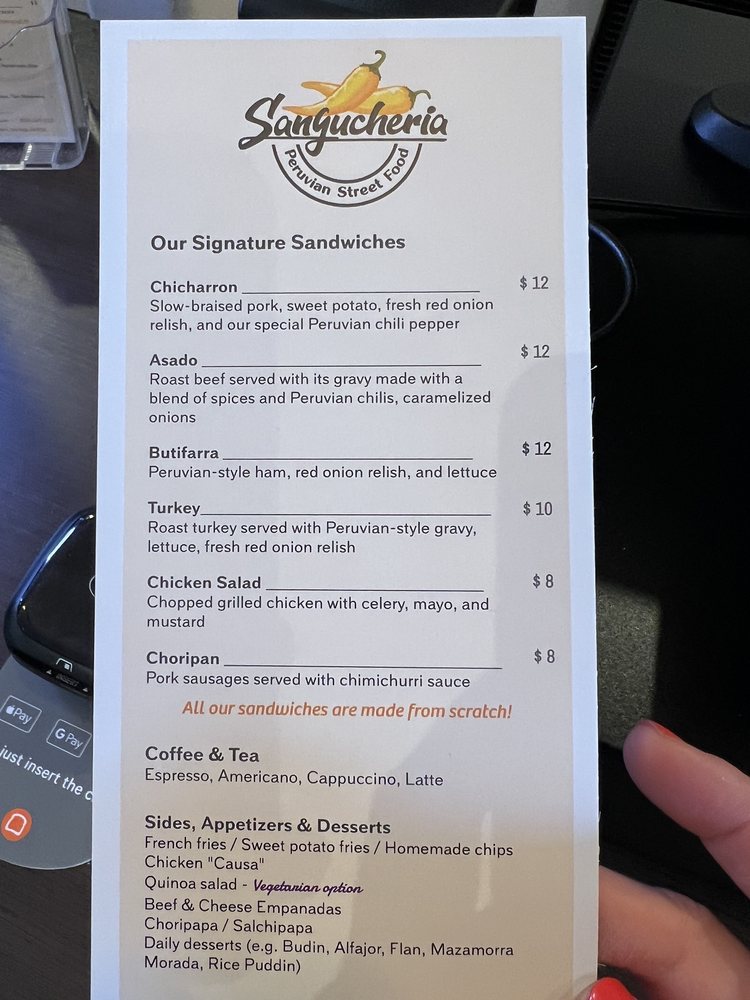 Sangucheria
Peruvian Street Food
Our Signature Sandwiches
Chicharron $ 12
Slow-braised pork, sweet potato, fresh red onion
relish, and our special Peruvian chili pepper
Asado $ 12
Roast beef served with its gravy made with a
blend of spices and Peruvian chilis, caramelized
onions
Butifarra $ 12
Peruvian-style ham, red onion relish, and lettuce
Turkey $ 10
Roast turkey served with Peruvian-style gravy,
lettuce, fresh red onion relish
Chicken Salad $ 8
Chopped grilled chicken with celery, mayo, and
mustard
Choripan $ 8
Pork sausages served with chimichurri sauce
All our sandwiches are made from scratch!
Coffee & Tea
Espresso, Americano, Cappuccino, Latte
Sides, Appetizers & Desserts
French fries / Sweet potato fries / Homemade chips
Chicken "Causa"
Quinoa salad - Vegetarian option
Beef & Cheese Empanadas
Choripapa / Salchipapa
Daily desserts (e.g. Budin, Alfajor, Flan, Mazamorra
Morada, Rice Puddin)
Pay
G Pay
just insert the